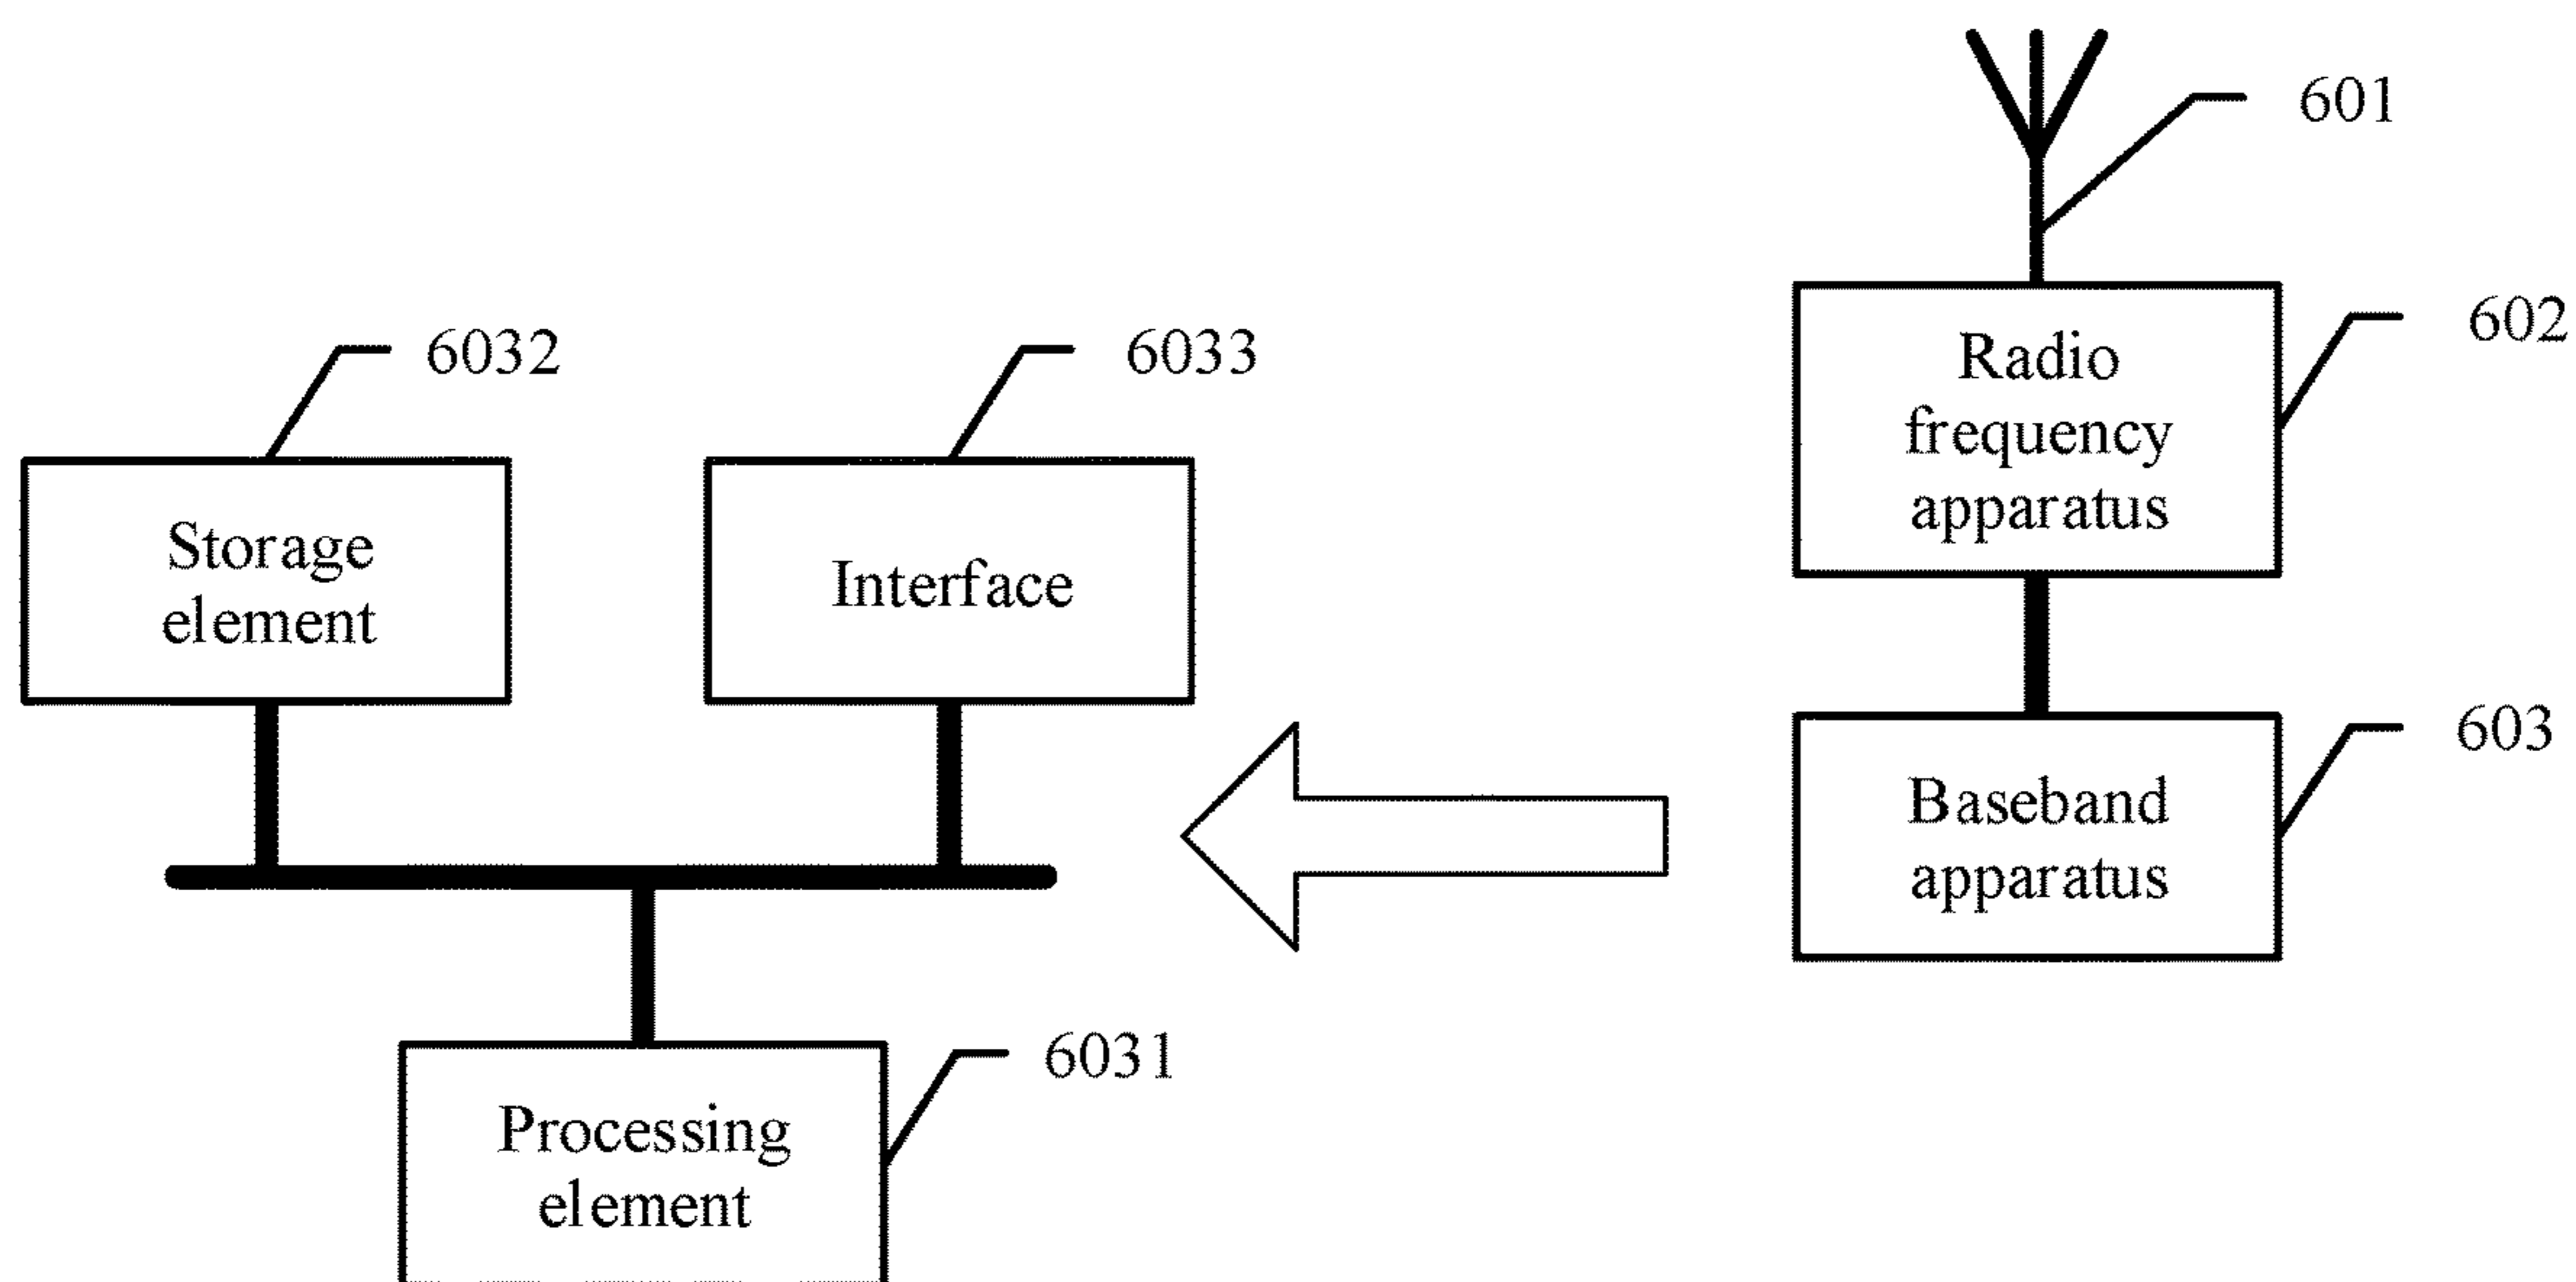 601
602
Radio
frequency
apparatus
6032
6033
Storage
element
Interface
603
Baseband
apparatus
6031
Processing
element